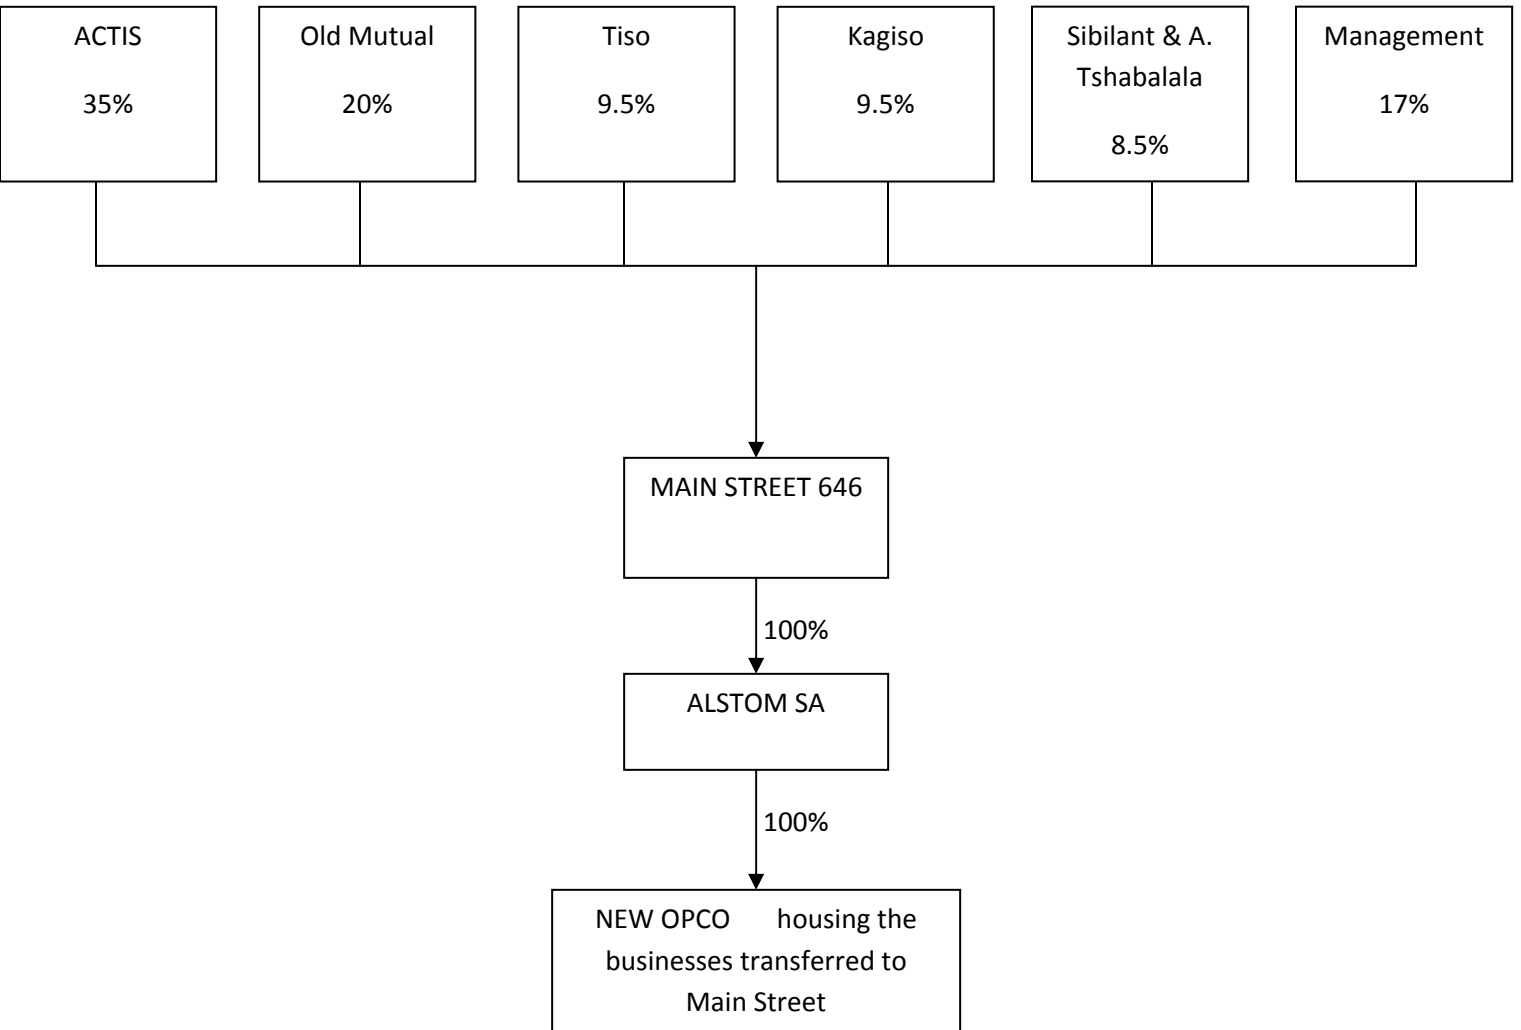 ACTIS
35%
Old Mutual
20%
Tiso
9.5%
Kagiso
9.5%
Sibilant & A.
Tshabalala
8.5%
Management
17%
MAIN STREET 646
100%
ALSTOM SA
100%
NEW OPCO housing the
businesses transferred to
Main Street